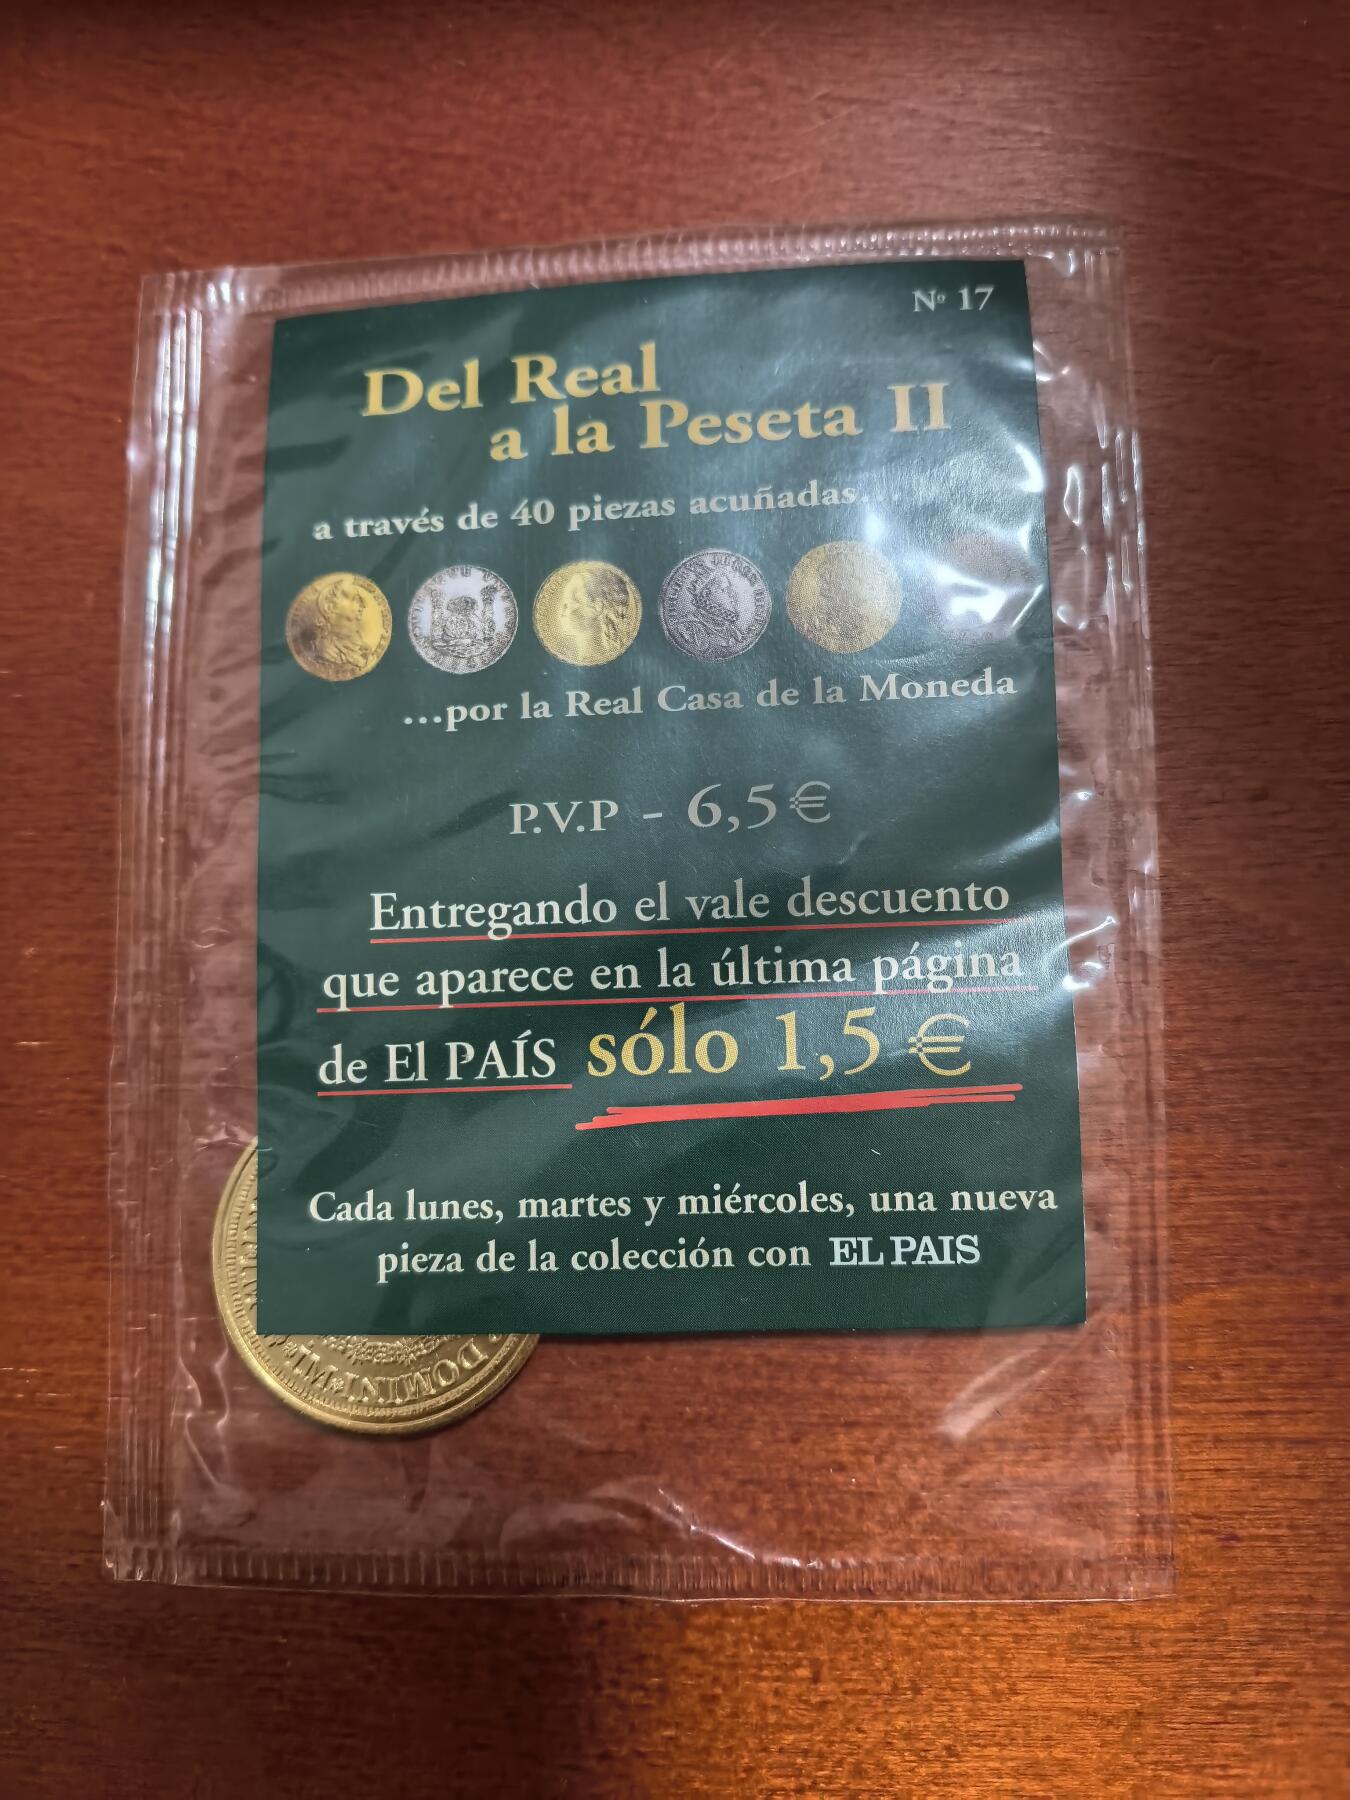 Nº 17
Del Real
a la Peseta II
a través de 40 piezas acuñadas...
...por la Real Casa de la Moneda
P.V.P - 6,5€
Entregando el vale descuento
que aparece en la última página
de El PAÍS sólo 1,5 €
Cada lunes, martes y miércoles, una nueva
pieza de la colección con EL PAIS
DOMINI